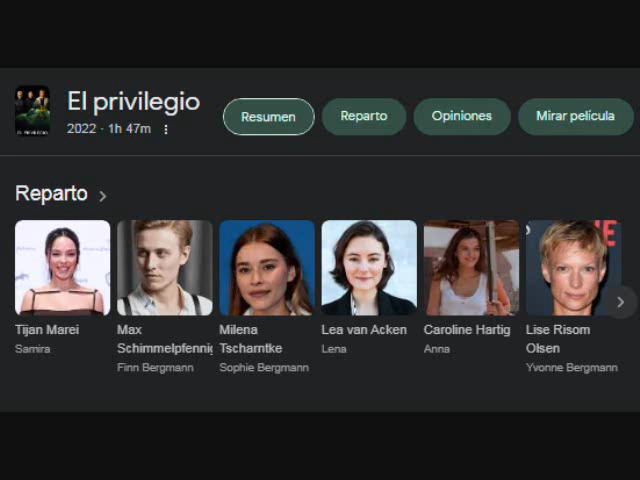 El privilegio
2022 · 1h 47m
Resumen
Reparto
Opiniones
Mirar película
Reparto
Tijan Marei
Samira
Max
Schimmelpfennig
Finn Bergmann
Milena
Tscharntke
Sophie Bergmann
Lea van Acken
Lena
Caroline Hartig
Anna
Lise Risom
Olsen
Yvonne Bergmann